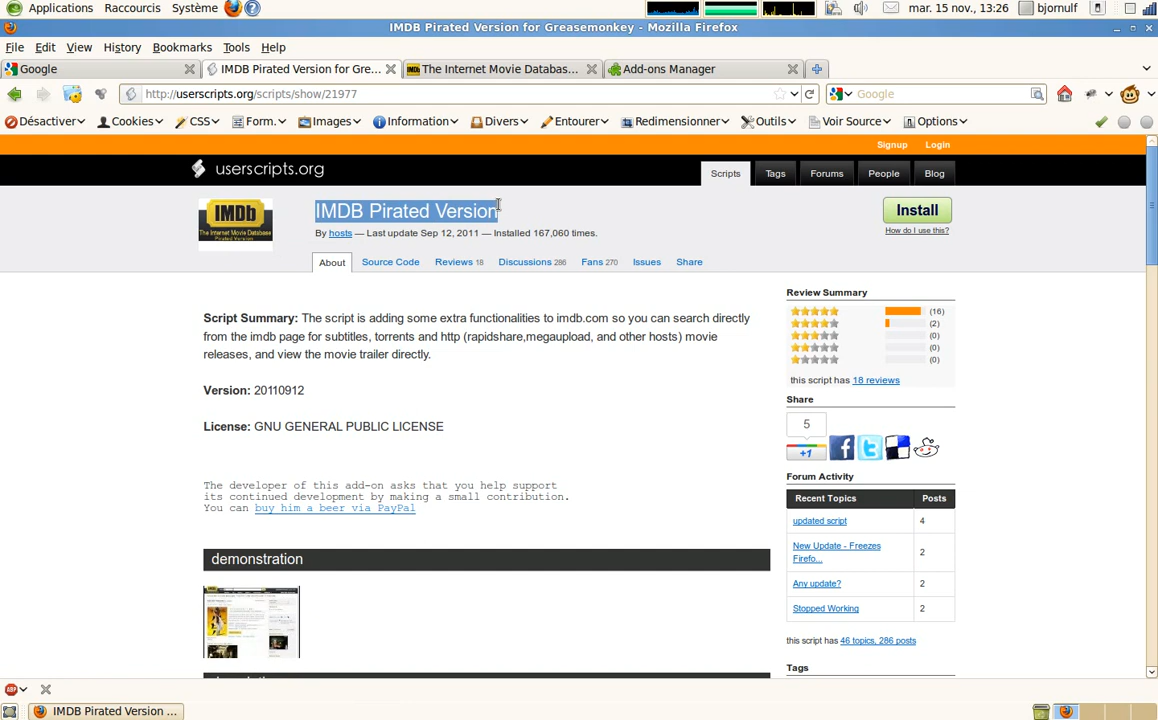 Applications Raccourcis Système mar. 15 nov., 13:26 bjornulf
IMDB Pirated Version for Greasemonkey - Mozilla Firefox
File Edit View History Bookmarks Tools Help
Google IMDB Pirated Version for Gre... IMDb The Internet Movie Databas... Add-ons Manager
http://userscripts.org/scripts/show/21977 Google
Désactiver Cookies CSS Form. Images Information Divers Entourer Redimensionner Outils Voir Source Options
Signup Login
userscripts.org Scripts Tags Forums People Blog
IMDb
The Internet Movie Database
Pirated Version
IMDB Pirated Version
By hosts — Last update Sep 12, 2011 — Installed 167,060 times.
Install
How do I use this?
About Source Code Reviews 18 Discussions 286 Fans 270 Issues Share
Script Summary: The script is adding some extra functionalities to imdb.com so you can search directly
from the imdb page for subtitles, torrents and http (rapidshare,megaupload, and other hosts) movie
releases, and view the movie trailer directly.
Version: 20110912
License: GNU GENERAL PUBLIC LICENSE
The developer of this add-on asks that you help support
its continued development by making a small contribution.
You can buy him a beer via PayPal
demonstration
Review Summary
(16)
(2)
(0)
(0)
(0)
this script has 18 reviews
Share
5
+1
Forum Activity
Recent Topics Posts
updated script 4
New Update - Freezes
Firefo... 2
Any update? 2
Stopped Working 2
this script has 46 topics, 286 posts
Tags
ABP
IMDB Pirated Version ...